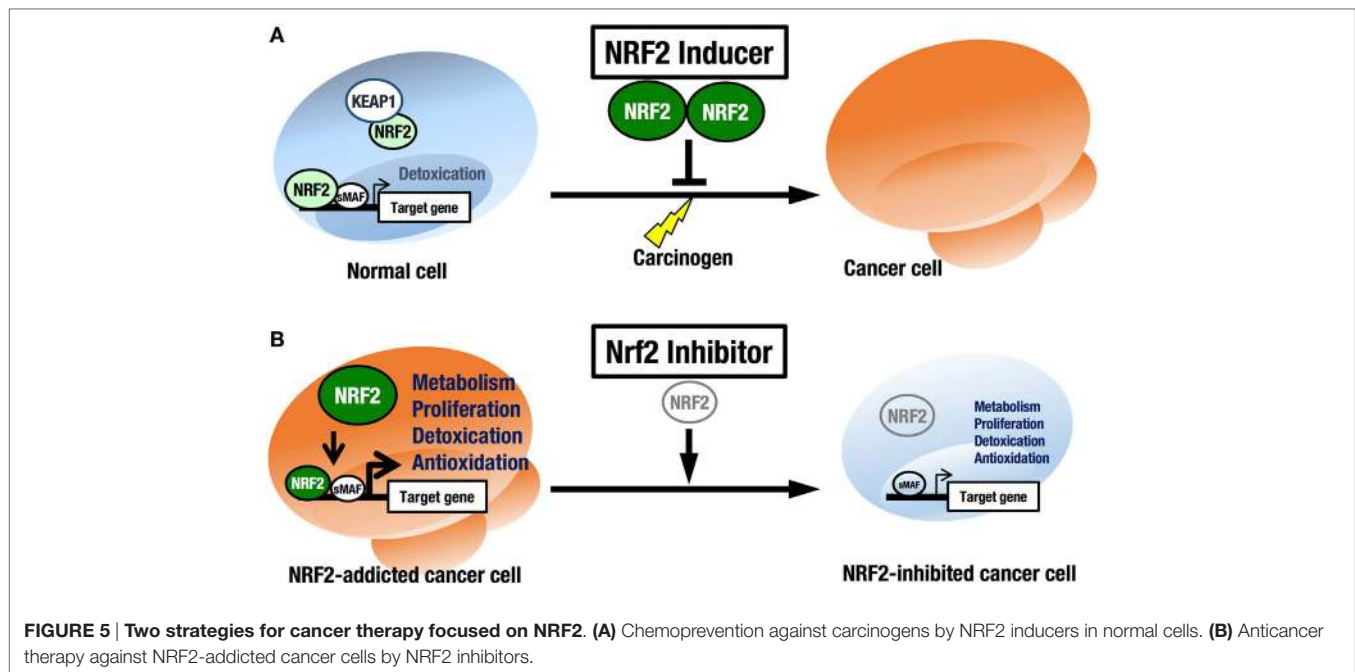 A
NRF2 Inducer
NRF2 NRF2
KEAP1
NRF2
Detoxication
NRF2
sMAF
Target gene
Normal cell
Carcinogen
Cancer cell
B
Nrf2 Inhibitor
NRF2
NRF2
Metabolism
Proliferation
Detoxication
Antioxidation
NRF2
sMAF
Target gene
NRF2-addicted cancer cell
NRF2
Metabolism
Proliferation
Detoxication
Antioxidation
sMAF
Target gene
NRF2-inhibited cancer cell
FIGURE 5 | Two strategies for cancer therapy focused on NRF2. (A) Chemoprevention against carcinogens by NRF2 inducers in normal cells. (B) Anticancer
therapy against NRF2-addicted cancer cells by NRF2 inhibitors.